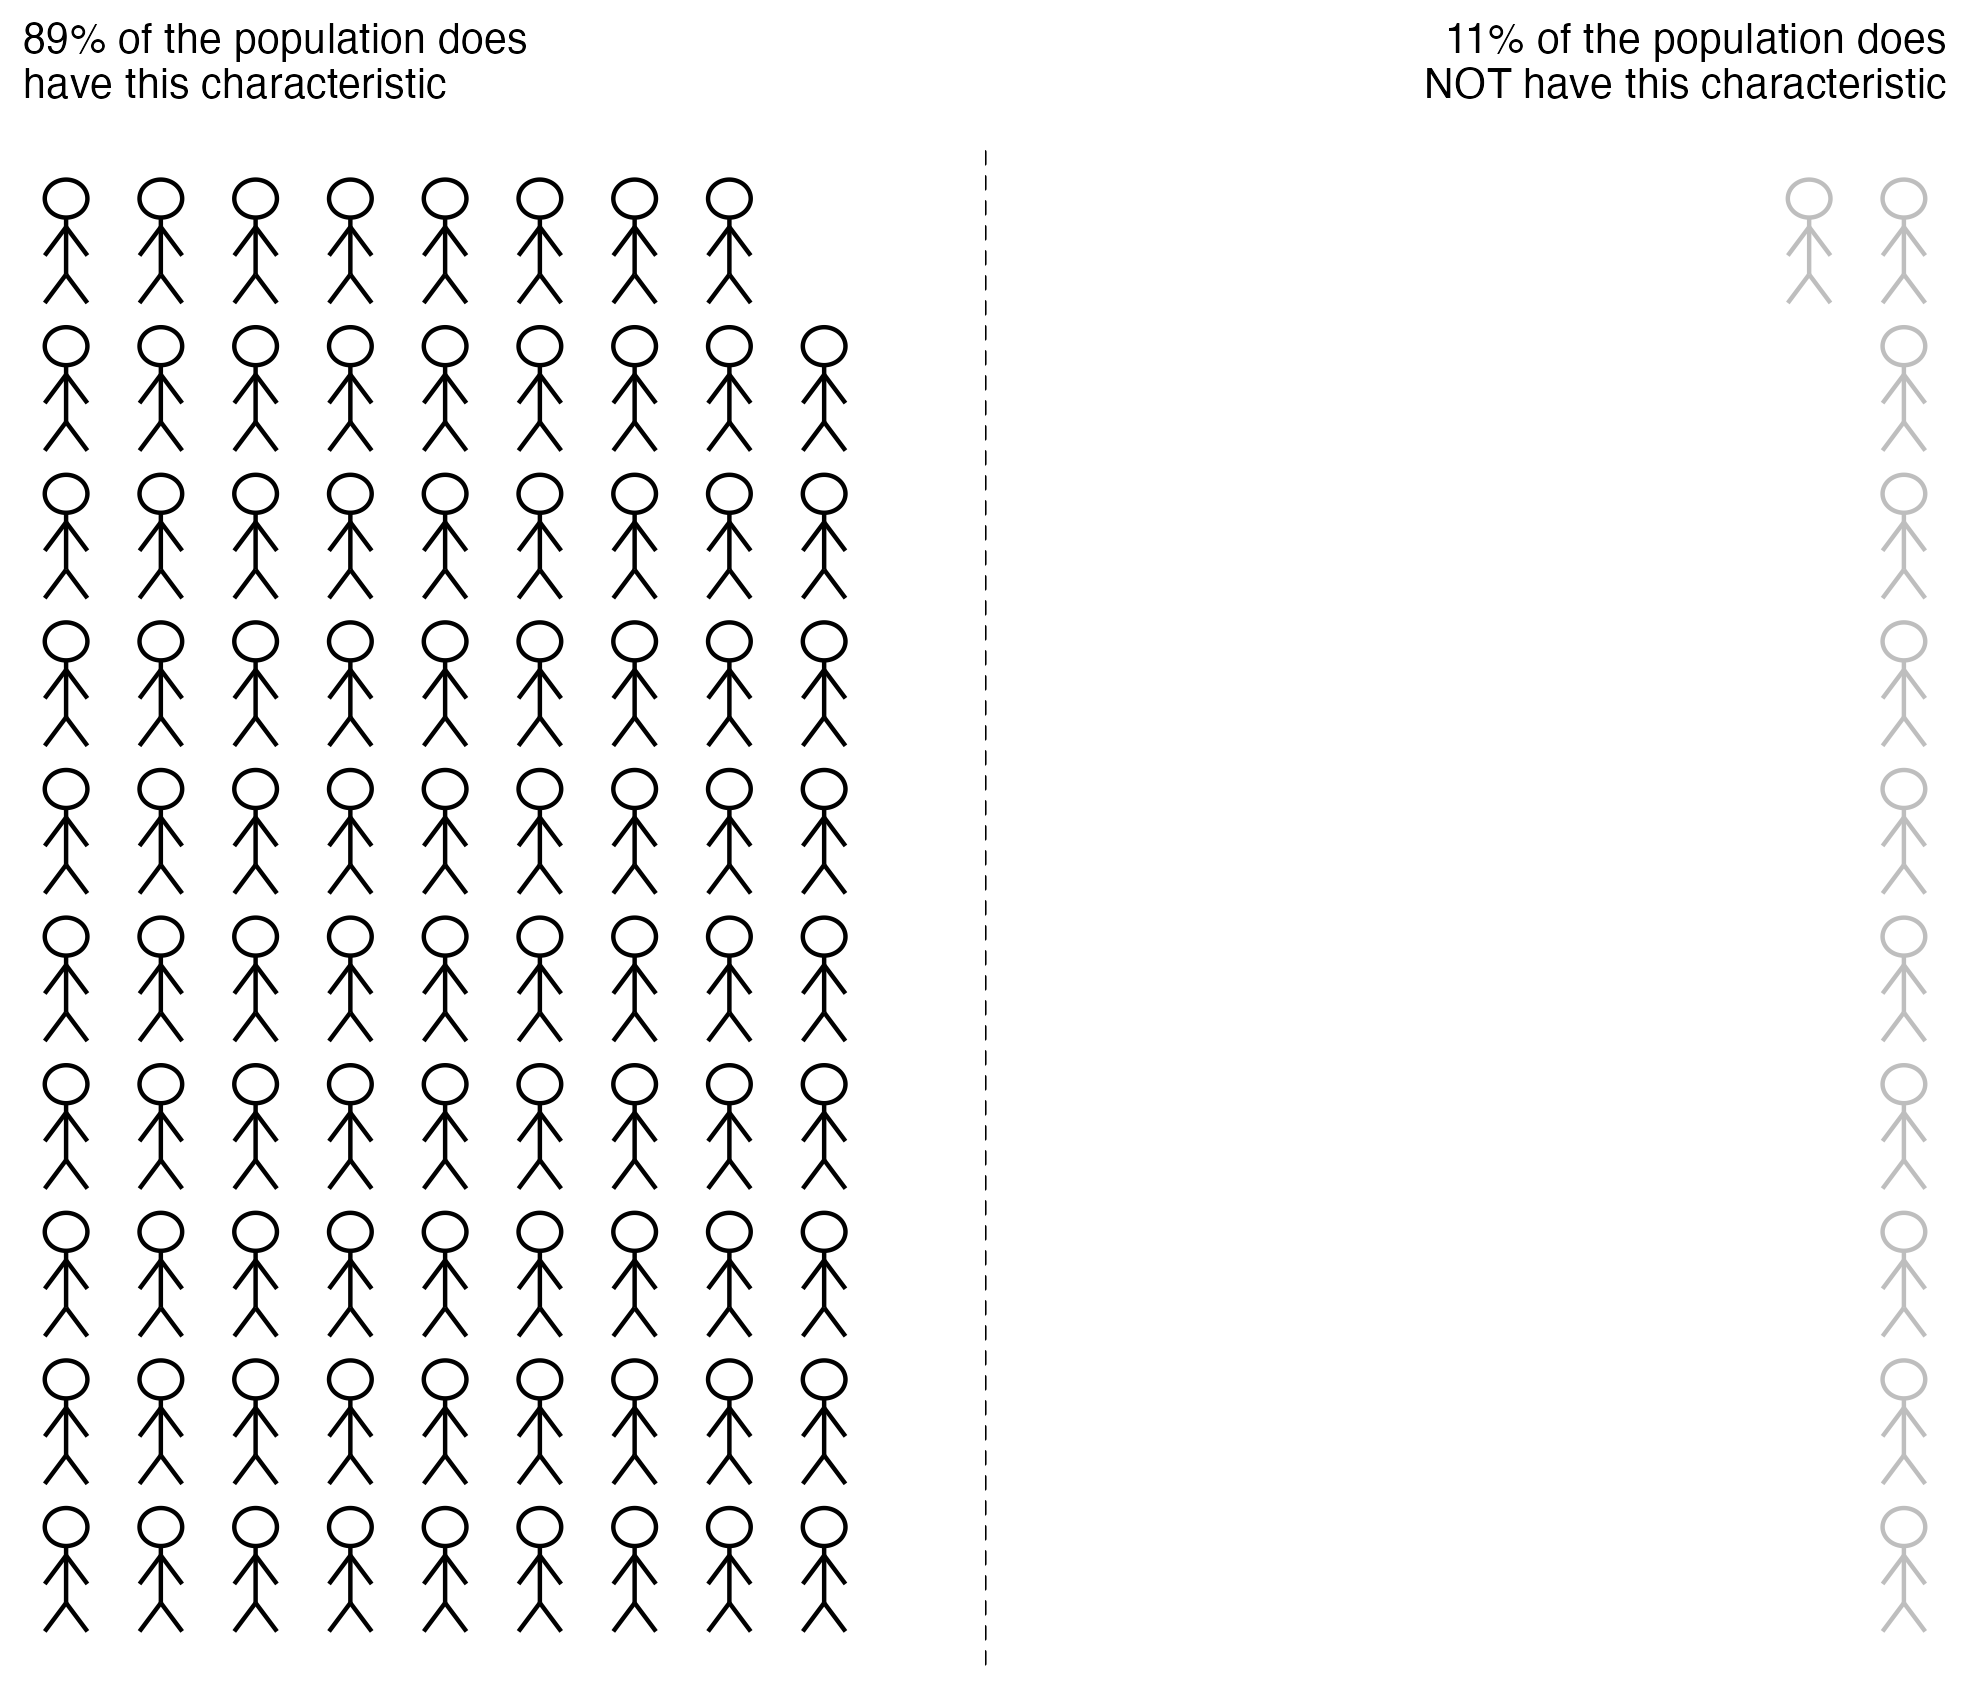 89% of the population does
have this characteristic
11% of the population does
NOT have this characteristic